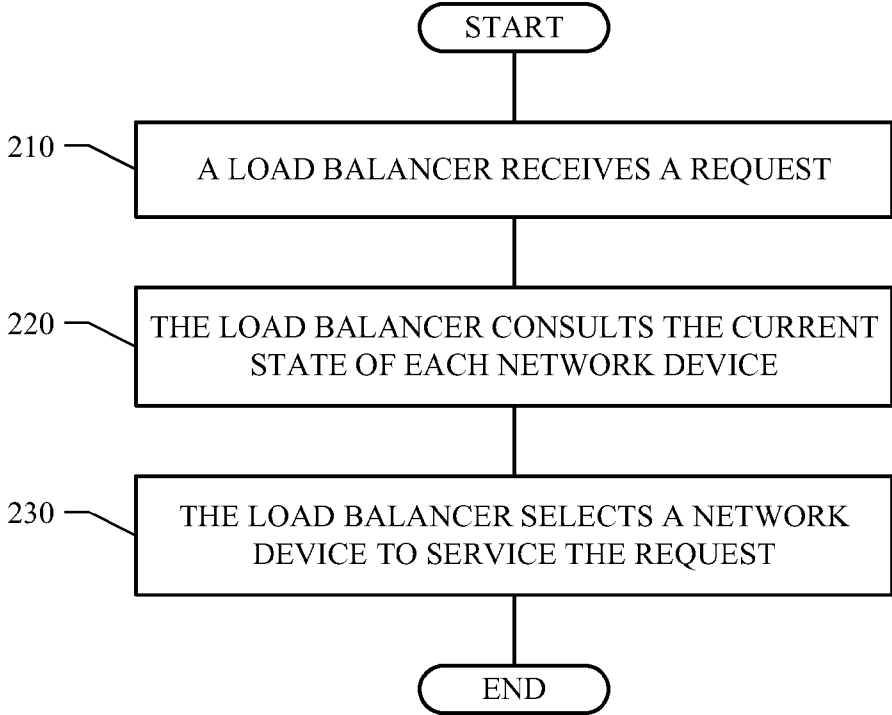 START
210
A LOAD BALANCER RECEIVES A REQUEST
220
THE LOAD BALANCER CONSULTS THE CURRENT
STATE OF EACH NETWORK DEVICE
230
THE LOAD BALANCER SELECTS A NETWORK
DEVICE TO SERVICE THE REQUEST
END